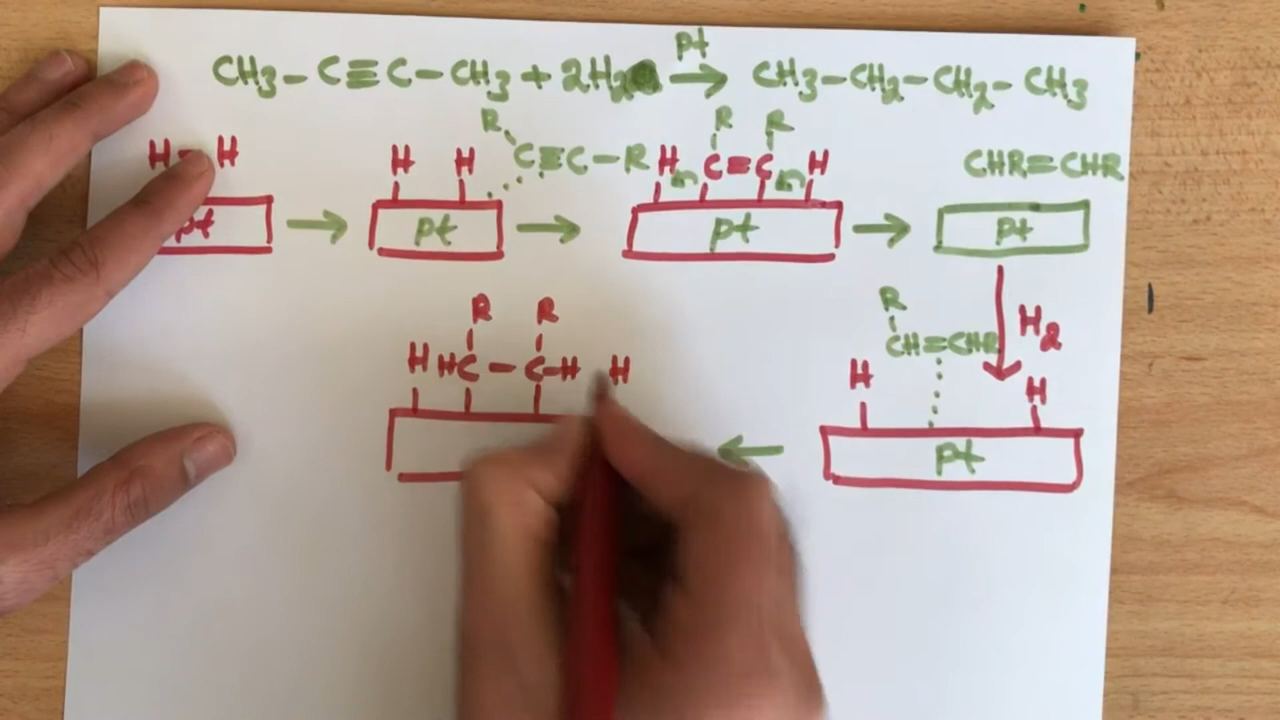 CH3-C≡C-CH3+2H2 pt → CH3-CH2-CH2-CH3
H-H
pt
→
H H
pt
R
C≡C-R
→
R R
H C=C H
pt
→
CHR=CHR
pt
H2
R
CH=CHR
H H
pt
←
R R
H HC-C-H H